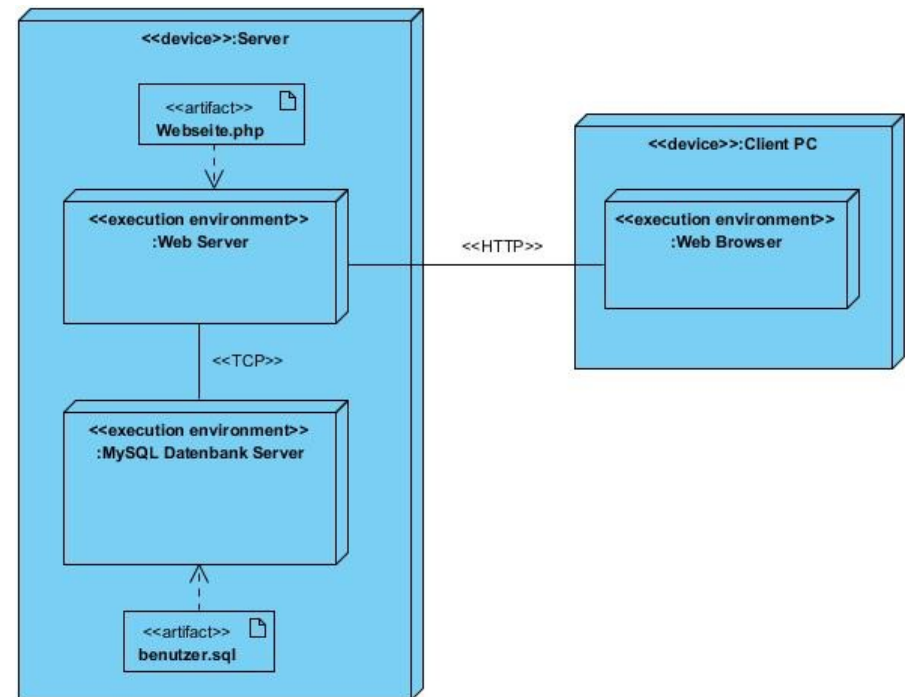 <<device>>:Server
<<artifact>>
Webseite.php
<<execution environment>>
:Web Server
<<TCP>>
<<execution environment>>
:MySQL Datenbank Server
<<artifact>>
benutzer.sql
<<HTTP>>
<<device>>:Client PC
<<execution environment>>
:Web Browser